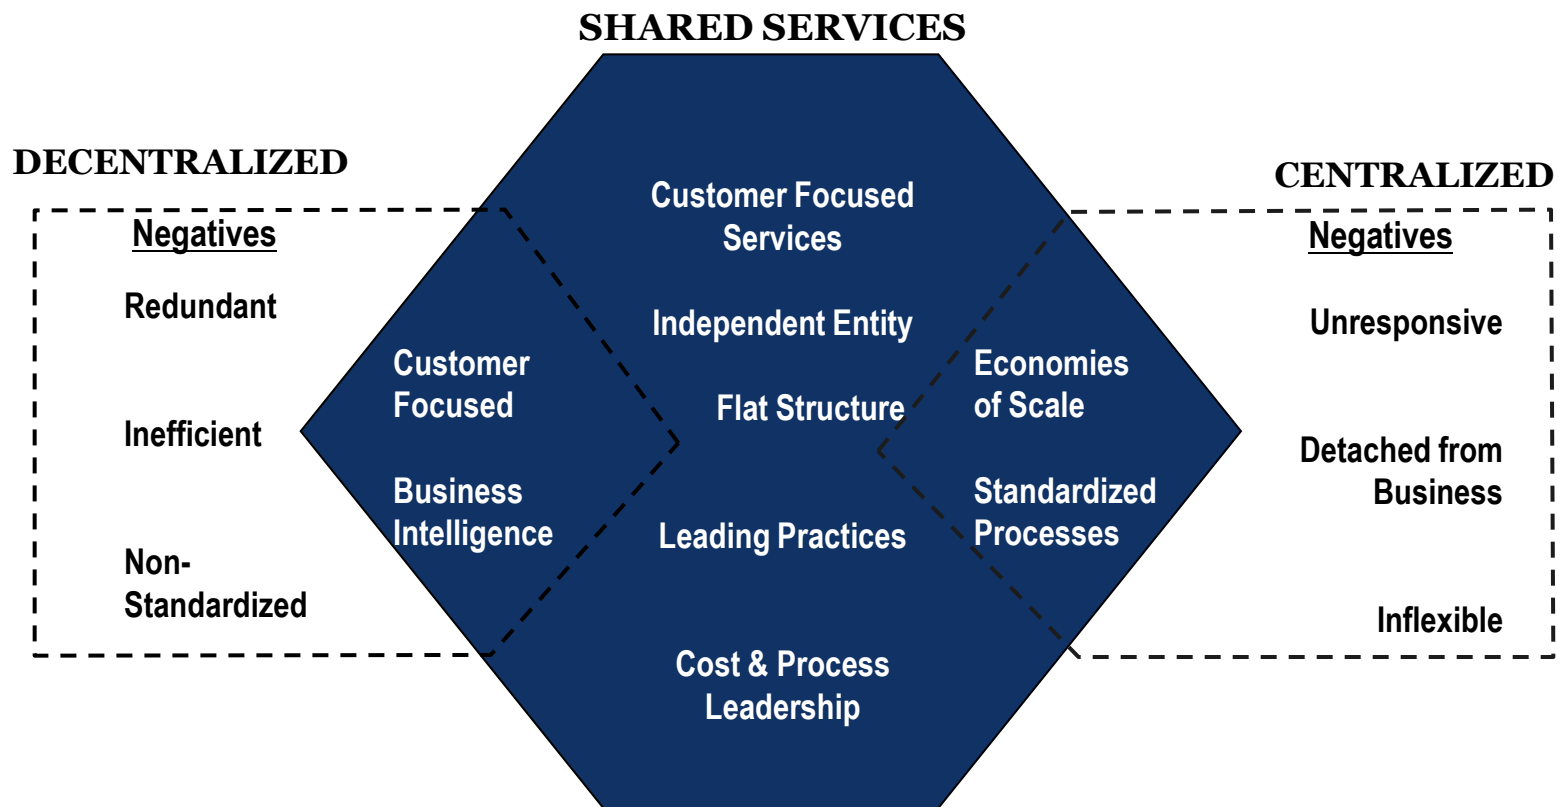 SHARED SERVICES
DECENTRALIZED
Negatives
Redundant
Inefficient
Non-
Standardized
Customer
Focused
Business
Intelligence
Customer Focused
Services
Independent Entity
Flat Structure
Leading Practices
Cost & Process
Leadership
Economies
of Scale
Standardized
Processes
CENTRALIZED
Negatives
Unresponsive
Detached from
Business
Inflexible